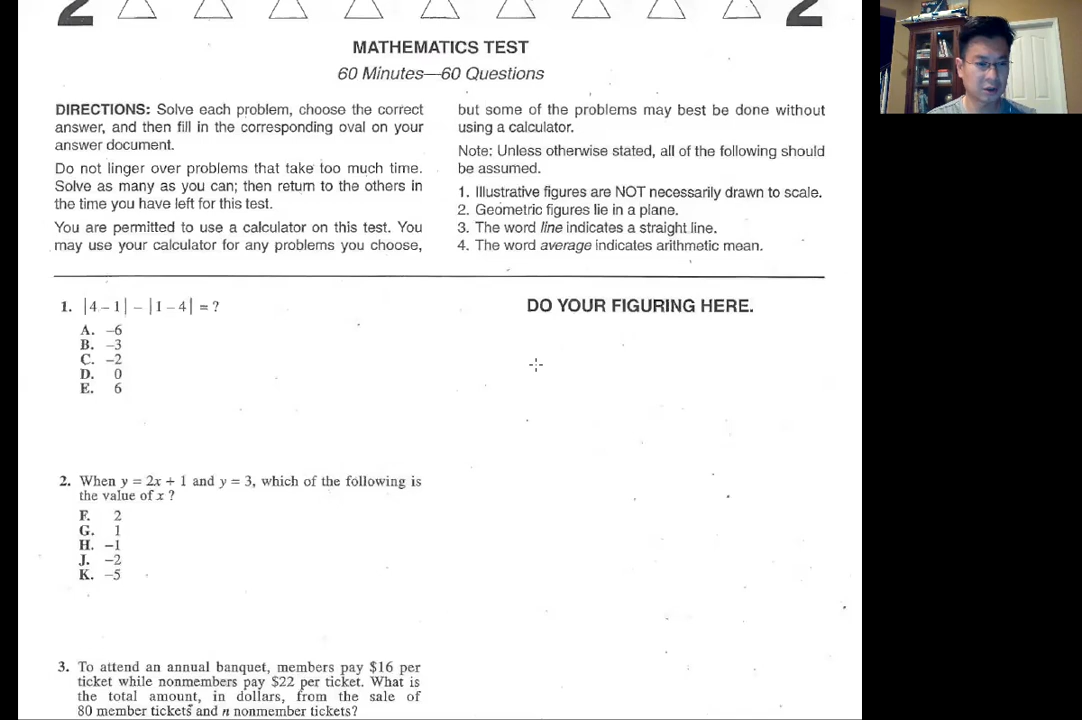 2 2
MATHEMATICS TEST
60 Minutes—60 Questions
DIRECTIONS: Solve each problem, choose the correct
answer, and then fill in the corresponding oval on your
answer document.
Do not linger over problems that take too much time.
Solve as many as you can; then return to the others in
the time you have left for this test.
You are permitted to use a calculator on this test. You
may use your calculator for any problems you choose,
but some of the problems may best be done without
using a calculator.
Note: Unless otherwise stated, all of the following should
be assumed.
1. Illustrative figures are NOT necessarily drawn to scale.
2. Geometric figures lie in a plane.
3. The word line indicates a straight line.
4. The word average indicates arithmetic mean.
1. |4 – 1| – |1 – 4| = ?
A. –6
B. –3
C. –2
D. 0
E. 6
DO YOUR FIGURING HERE.
2. When y = 2x + 1 and y = 3, which of the following is
the value of x ?
F. 2
G. 1
H. –1
J. –2
K. –5
3. To attend an annual banquet, members pay $16 per
ticket while nonmembers pay $22 per ticket. What is
the total amount, in dollars, from the sale of
80 member tickets and n nonmember tickets?